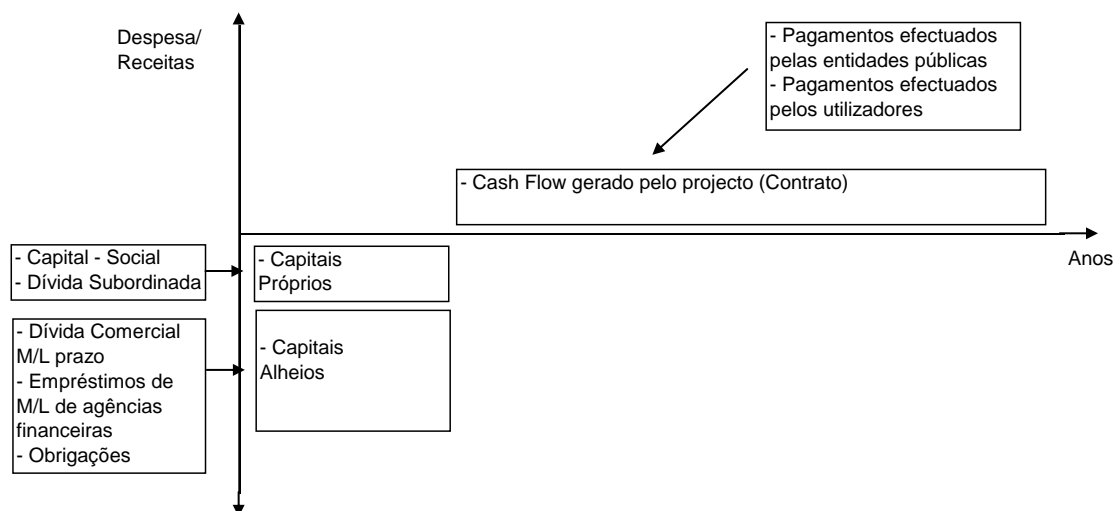 Despesa/
Receitas
- Pagamentos efectuados
pelas entidades públicas
- Pagamentos efectuados
pelos utilizadores
- Cash Flow gerado pelo projecto (Contrato)
Anos
- Capital - Social
- Dívida Subordinada
- Capitais
Próprios
- Dívida Comercial
M/L prazo
- Empréstimos de
M/L de agências
financeiras
- Obrigações
- Capitais
Alheios